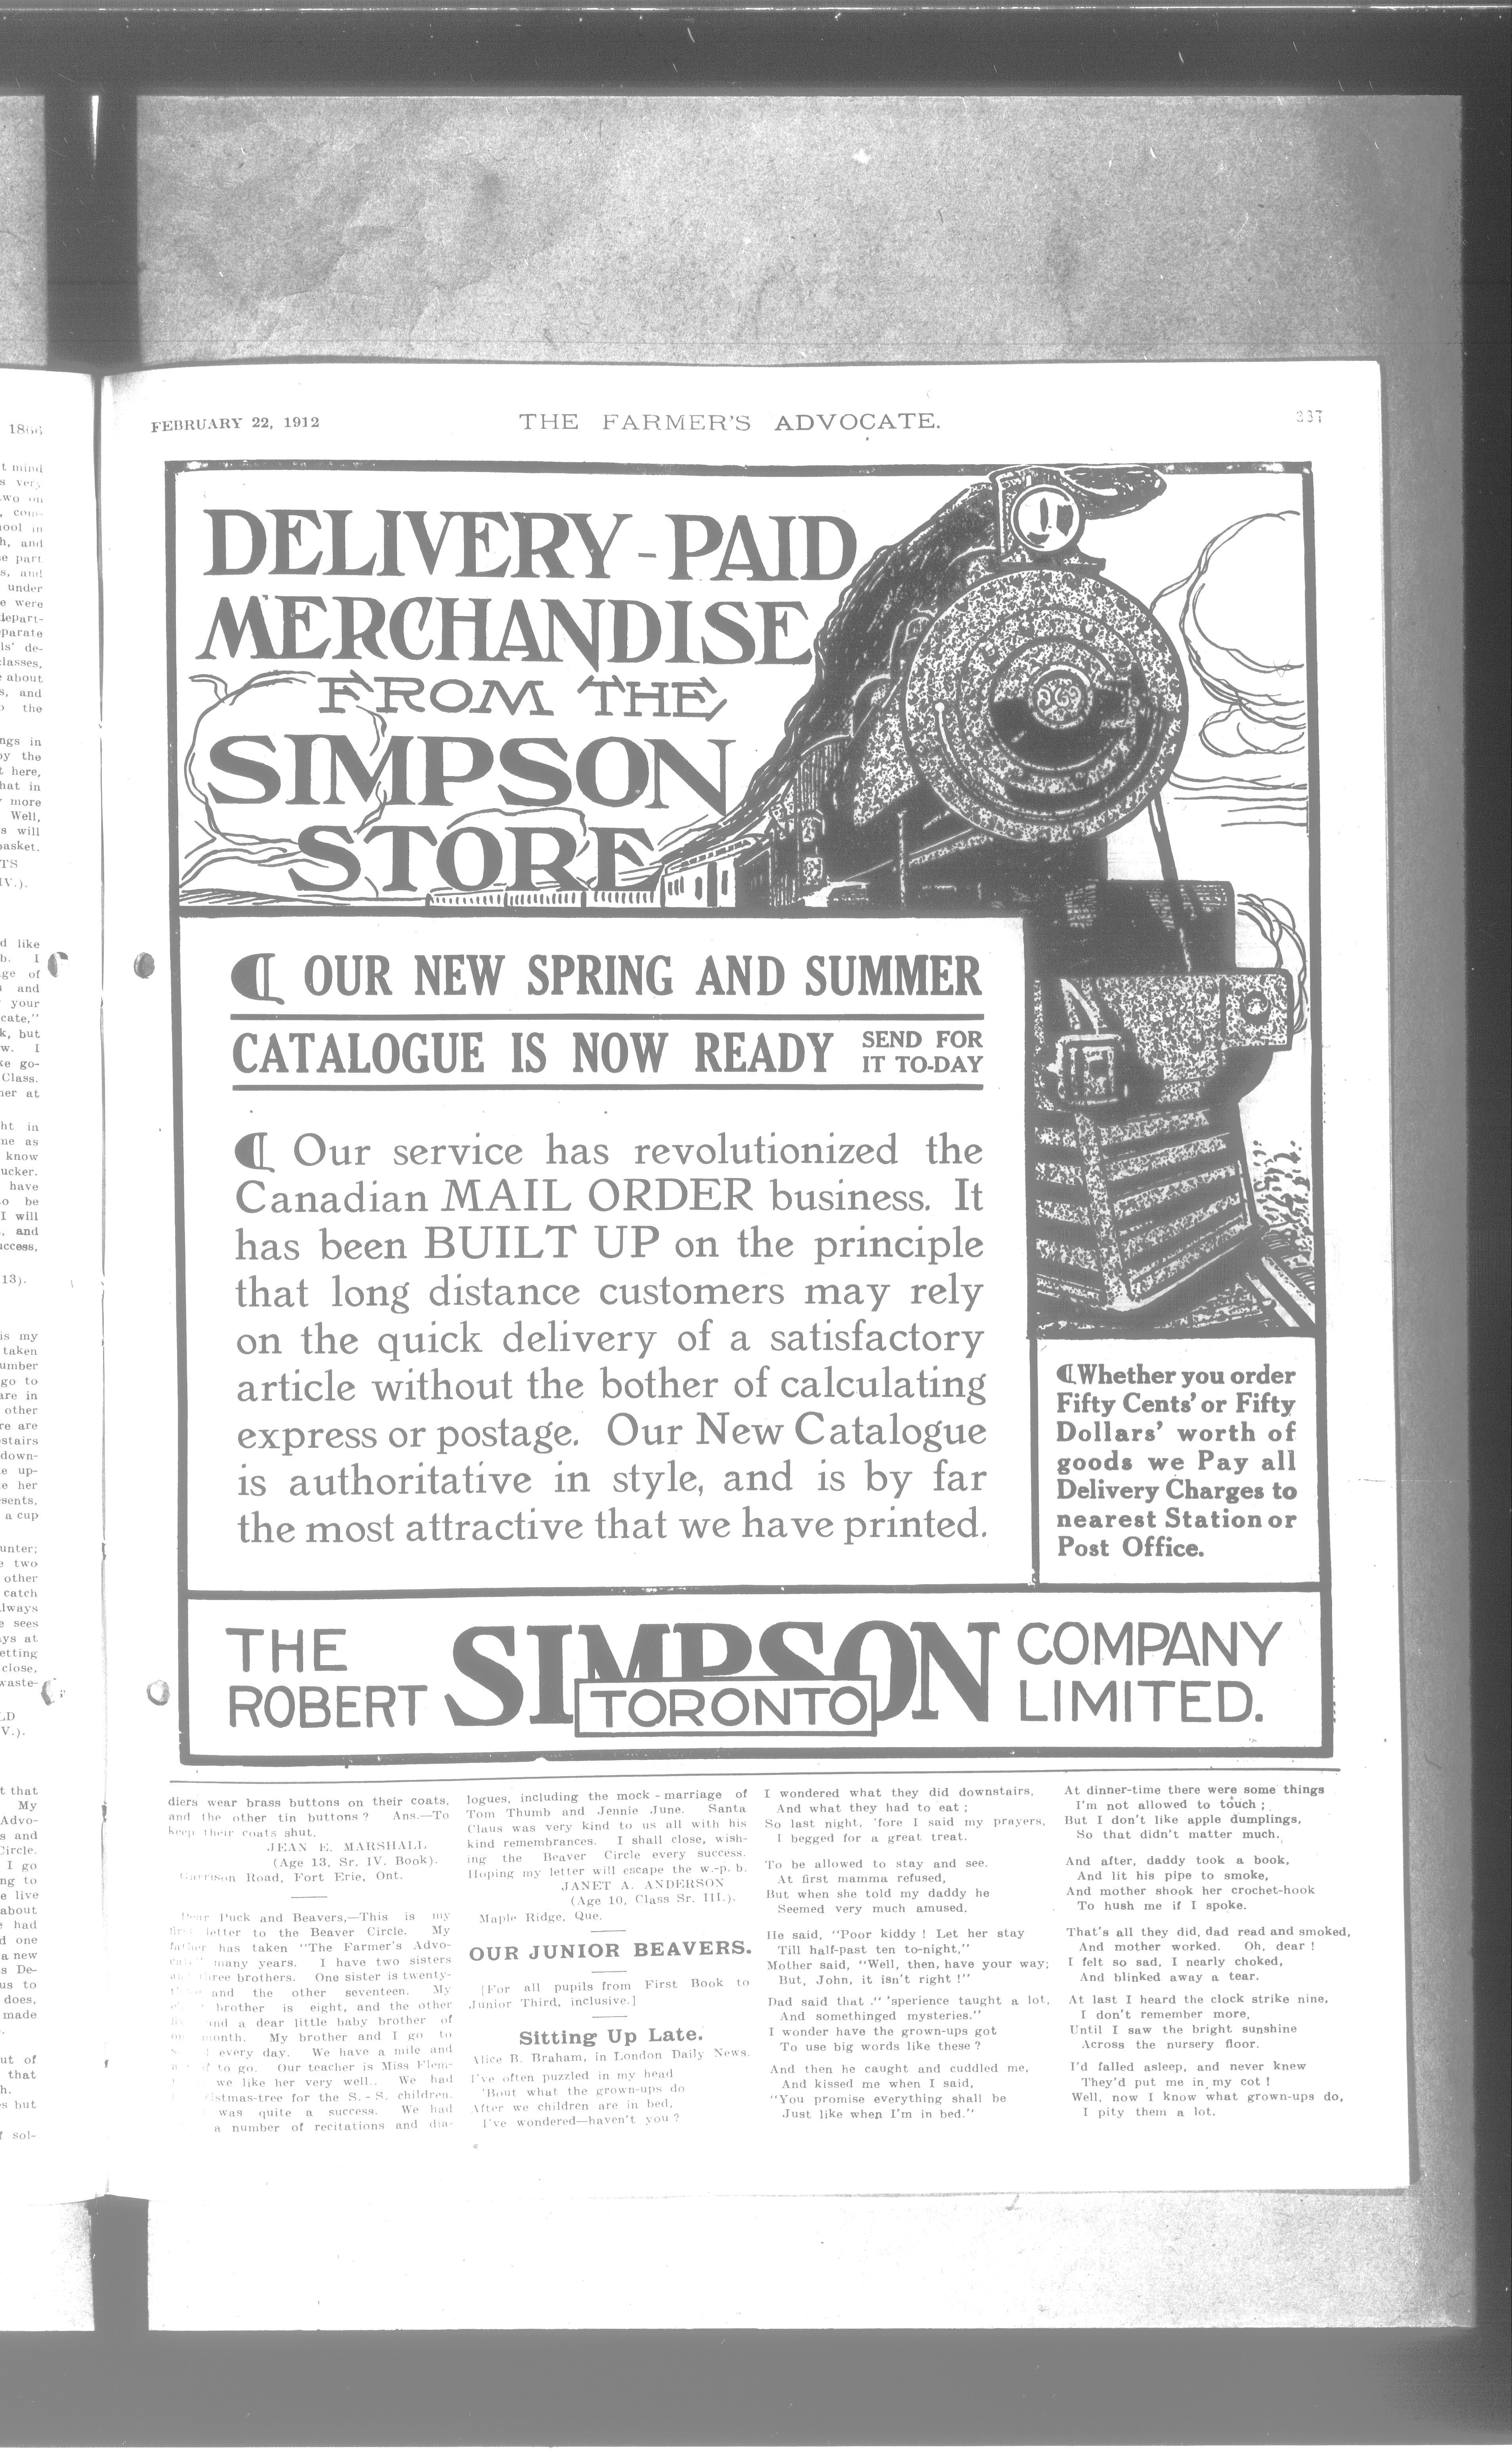 FEBRUARY 22, 1912
THE FARMER'S ADVOCATE.
337
DELIVERY-PAID
MERCHANDISE
FROM THE
SIMPSON
STORE
OUR NEW SPRING AND SUMMER
CATALOGUE IS NOW READY SEND FOR
IT TO-DAY
¶ Our service has revolutionized the
Canadian MAIL ORDER business. It
has been BUILT UP on the principle
that long distance customers may rely
on the quick delivery of a satisfactory
article without the bother of calculating
express or postage. Our New Catalogue
is authoritative in style, and is by far
the most attractive that we have printed.
¶Whether you order
Fifty Cents' or Fifty
Dollars' worth of
goods we Pay all
Delivery Charges to
nearest Station or
Post Office.
THE
ROBERT
SIMPSON
TORONTO
COMPANY
LIMITED.
diers wear brass buttons on their coats,
and the other tin buttons? Ans.—To
keep their coats shut.
JEAN E. MARSHALL
(Age 13, Sr. IV. Book).
Garrison Road, Fort Erie, Ont.
Dear Puck and Beavers,—This is my
first letter to the Beaver Circle. My
father has taken "The Farmer's Advo-
cate" many years. I have two sisters
and three brothers. One sister is twenty-
and the other seventeen. My
brother is eight, and the other
and a dear little baby brother of
month. My brother and I go to
every day. We have a mile and
to go. Our teacher is Miss Flem-
we like her very well.. We had
Christmas-tree for the S.-S. children.
was quite a success. We had
a number of recitations and dia-
logues, including the mock-marriage of
Tom Thumb and Jennie June. Santa
Claus was very kind to us all with his
kind remembrances. I shall close, wish-
ing the Beaver Circle every success.
Hoping my letter will escape the w.-p. b.
JANET A. ANDERSON
(Age 10, Class Sr. III.).
Maple Ridge, Que.
OUR JUNIOR BEAVERS.
[For all pupils from First Book to
Junior Third, inclusive.]
Sitting Up Late.
Alice B. Braham, in London Daily News.
I've often puzzled in my head
'Bout what the grown-ups do
After we children are in bed,
I've wondered—haven't you?
I wondered what they did downstairs,
And what they had to eat;
So last night, 'fore I said my prayers,
I begged for a great treat.
To be allowed to stay and see.
At first mamma refused,
But when she told my daddy he
Seemed very much amused.
He said, "Poor kiddy! Let her stay
Till half-past ten to-night,"
Mother said, "Well, then, have your way;
But, John, it isn't right!"
Dad said that ." 'sperience taught a lot,
And somethinged mysteries."
I wonder have the grown-ups got
To use big words like these?
And then he caught and cuddled me,
And kissed me when I said,
"You promise everything shall be
Just like when I'm in bed."
At dinner-time there were some things
I'm not allowed to touch;
But I don't like apple dumplings,
So that didn't matter much.
And after, daddy took a book,
And lit his pipe to smoke,
And mother shook her crochet-hook
To hush me if I spoke.
That's all they did, dad read and smoked,
And mother worked. Oh, dear!
I felt so sad, I nearly choked,
And blinked away a tear.
At last I heard the clock strike nine,
I don't remember more,
Until I saw the bright sunshine
Across the nursery floor.
I'd falled asleep, and never knew
They'd put me in my cot!
Well, now I know what grown-ups do,
I pity them a lot.